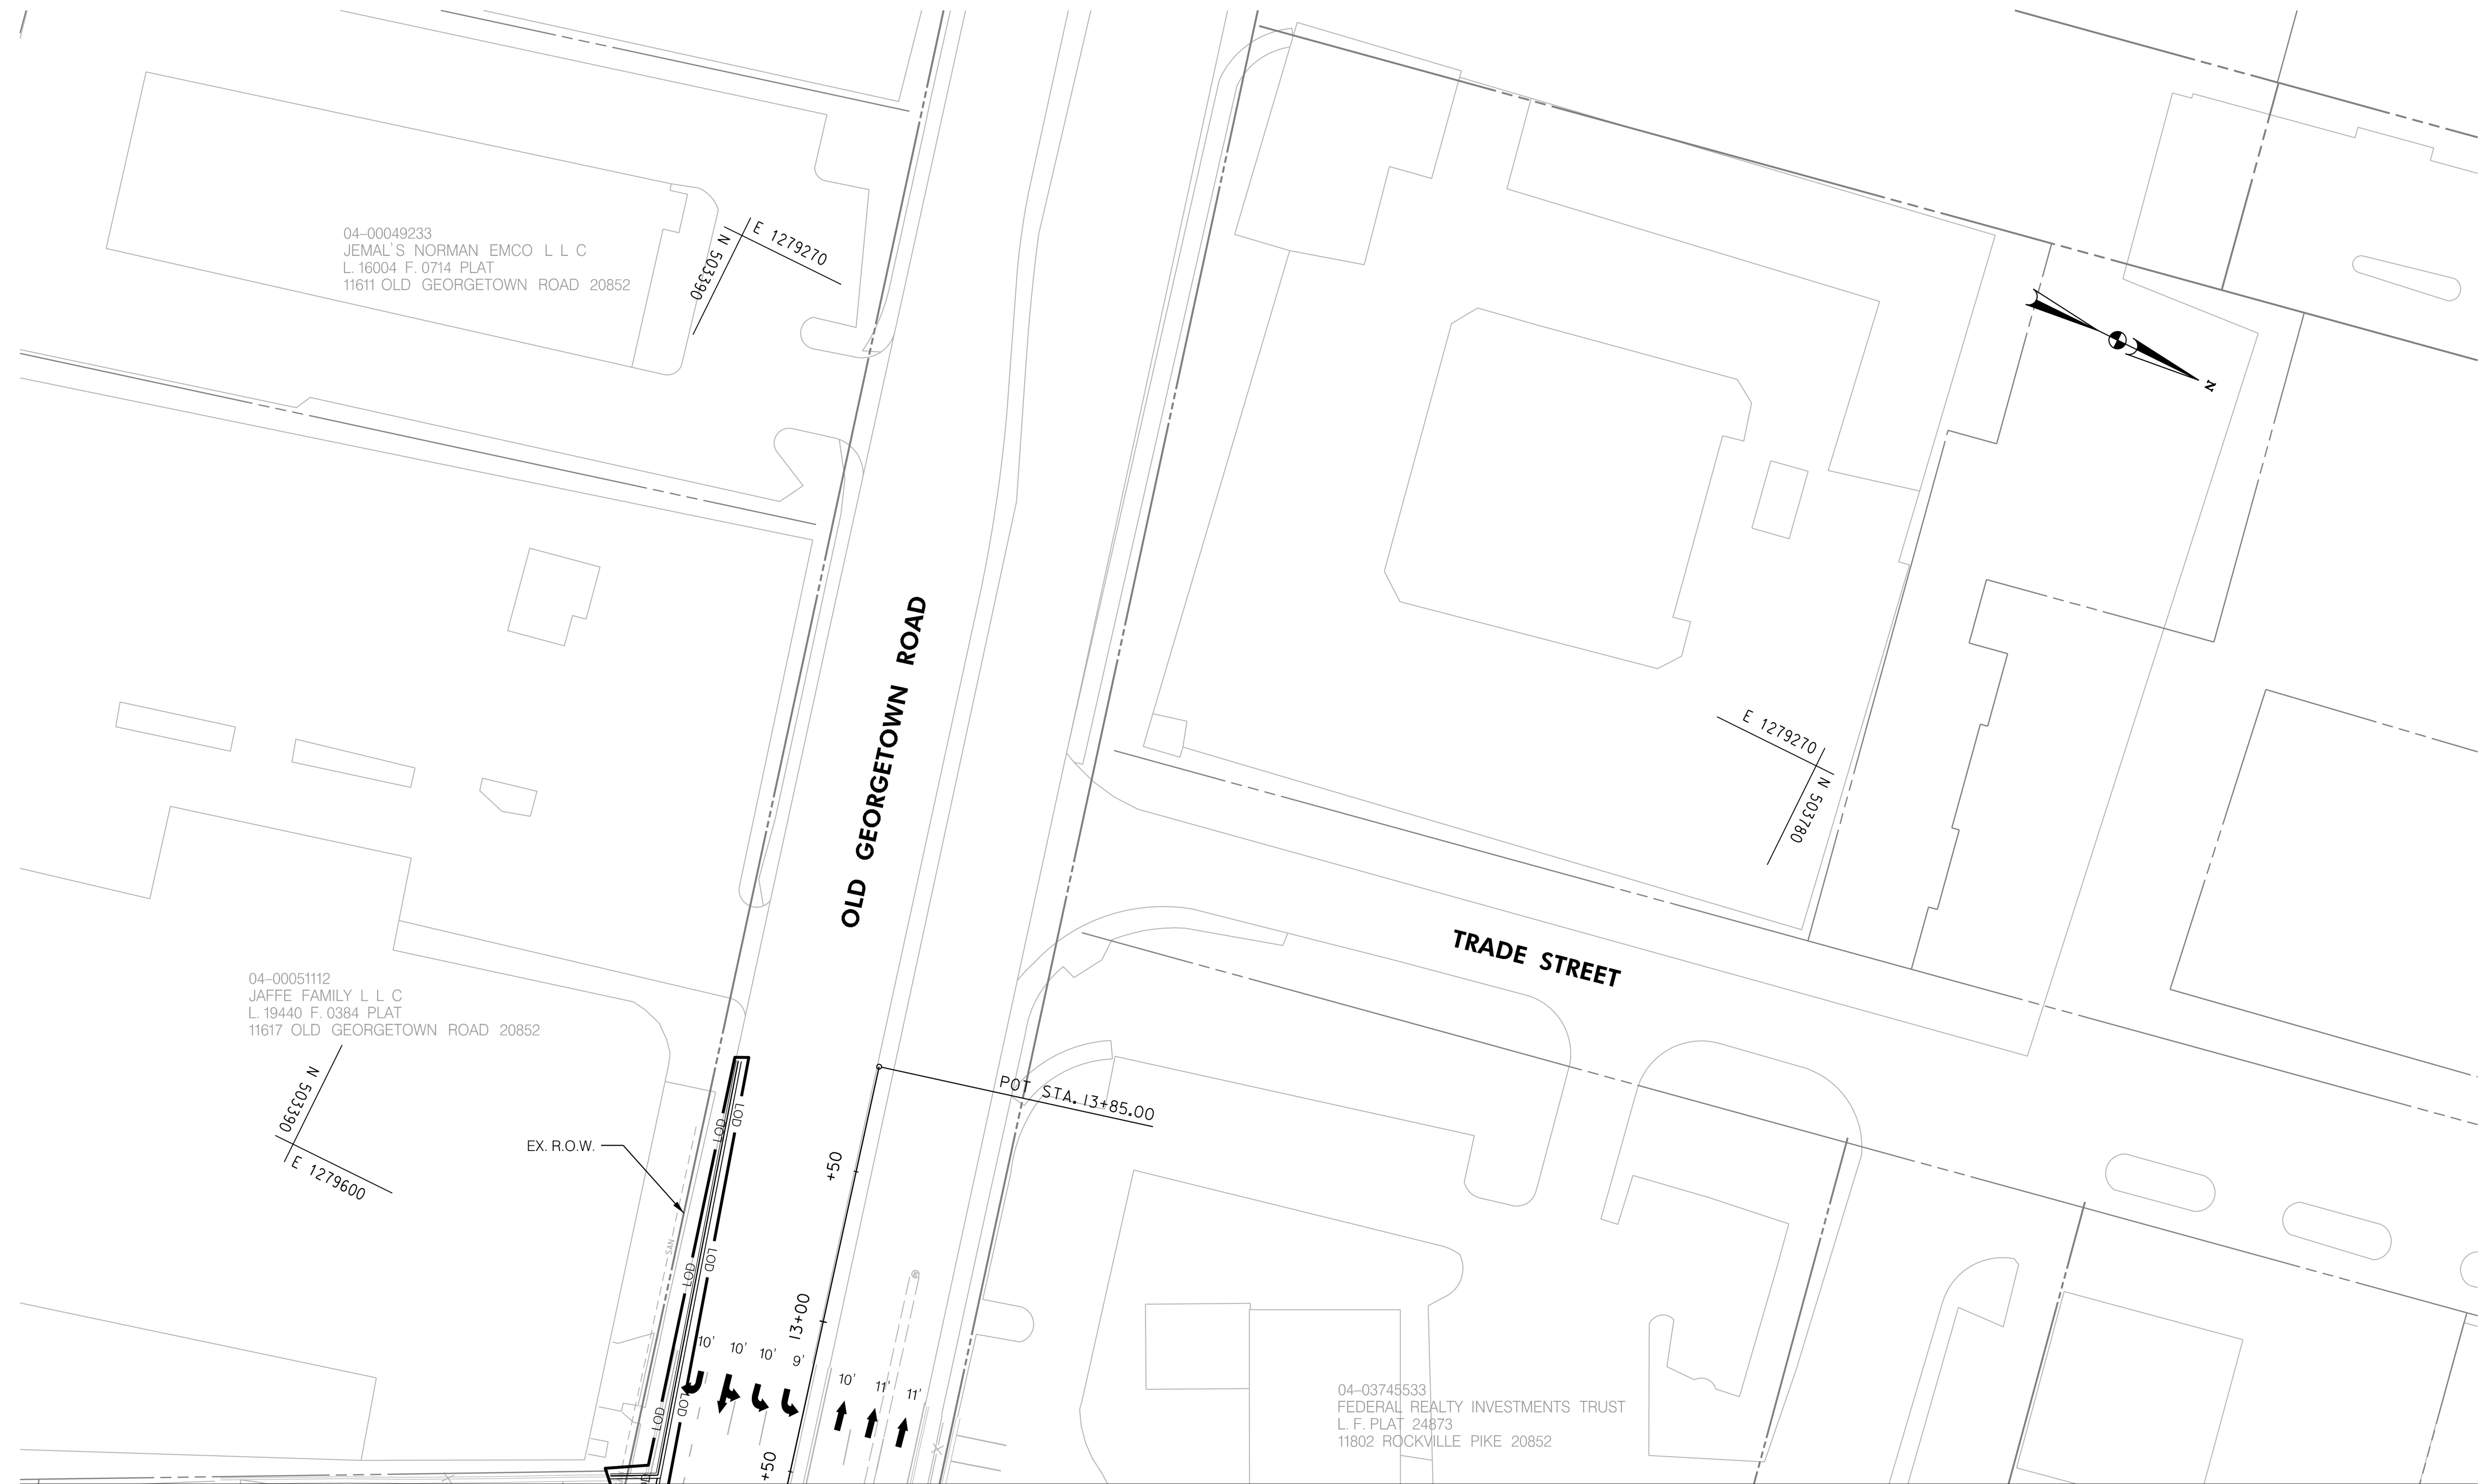 04-00049233
JEMAL'S NORMAN EMCO L L C
L. 16004 F. 0714 PLAT
11611 OLD GEORGETOWN ROAD 20852
E 1279270
N 503390
N
OLD GEORGETOWN ROAD
E 1279270
N 503780
TRADE STREET
04-00051112
JAFFE FAMILY L L C
L. 19440 F. 0384 PLAT
11617 OLD GEORGETOWN ROAD 20852
N 503390
E 1279600
POT STA. 13+85.00
EX. R.O.W.
LOD
LOD
+50
SAN
LOD
LOD
13+00
10'
10'
10'
9'
10'
11'
11'
LOD
LOD
+50
04-03745533
FEDERAL REALTY INVESTMENTS TRUST
L. F. PLAT 24873
11802 ROCKVILLE PIKE 20852